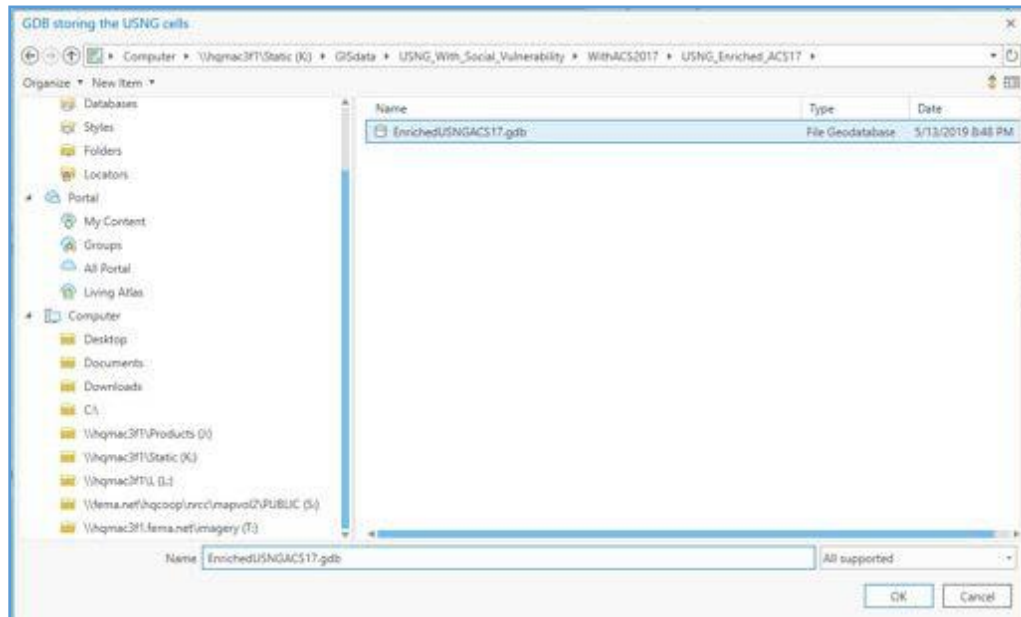 GDB storing the USNG cells
Computer \\hqmac3f1\Static (K:) GISdata USNG_With_Social_Vulnerability WithACS2017 USNG_Enriched_ACS17
Organize New Item
Databases
Styles
Folders
Locators
Portal
My Content
Groups
All Portal
Living Atlas
Computer
Desktop
Documents
Downloads
C:\
\\hqmac3f1\Products (J:)
\\hqmac3f1\Static (K:)
\\hqmac3f1\L (L:)
\\fema.net\hqcoop\nrcc\mapvol2\PUBLIC (S:)
\\hqmac3f1.fema.net\imagery (T:)
Name Type Date
EnrichedUSNGACS17.gdb File Geodatabase 5/13/2019 8:48 PM
Name EnrichedUSNGACS17.gdb All supported
OK Cancel